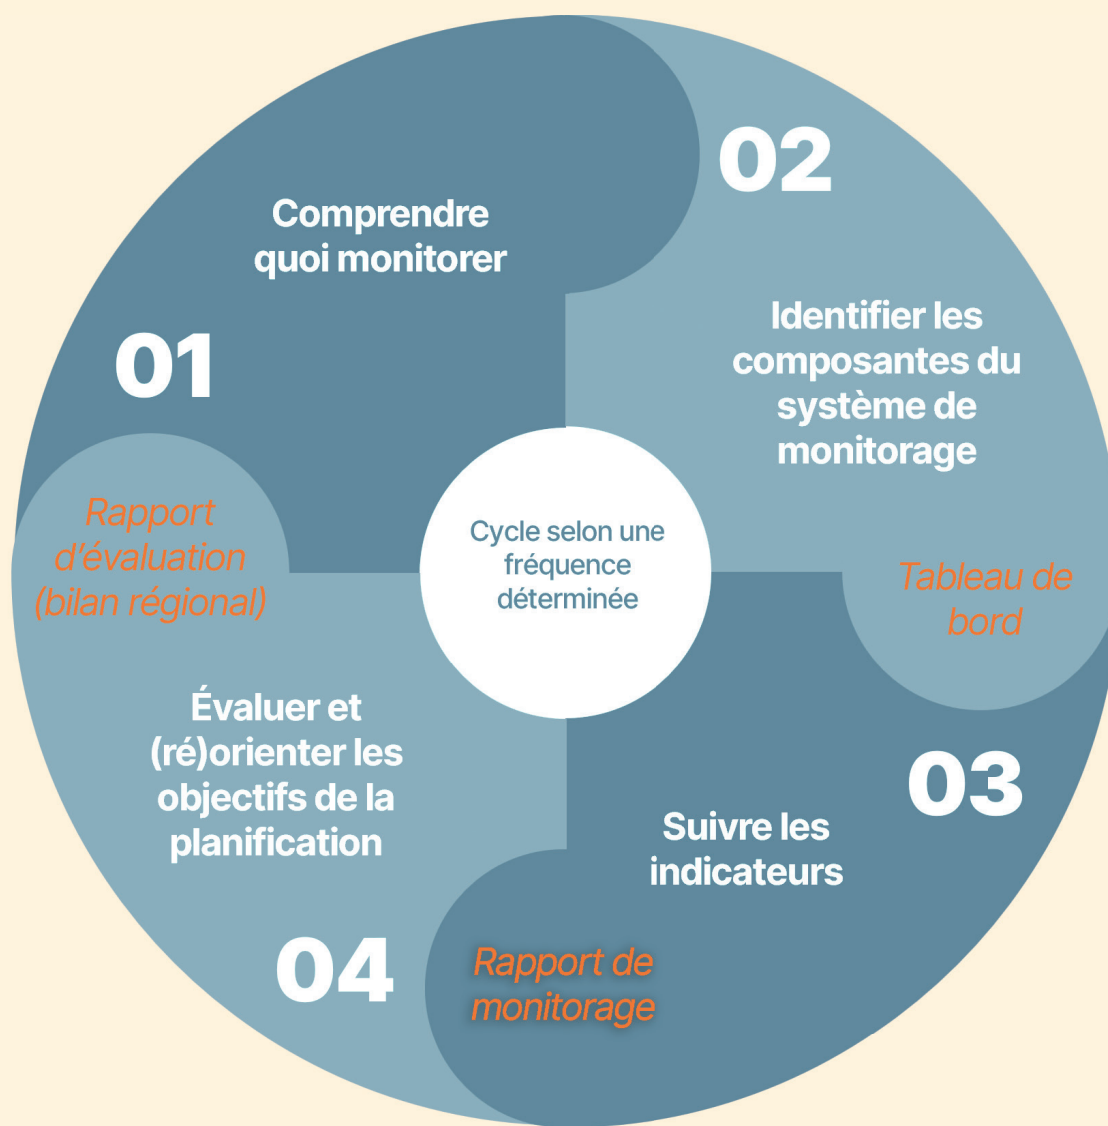 01
Comprendre
quoi monitorer
02
Identifier les
composantes du
système de
monitorage
Tableau de
bord
03
Suivre les
indicateurs
Rapport de
monitorage
04
Évaluer et
(ré)orienter les
objectifs de la
planification
Rapport
d'évaluation
(bilan régional)
Cycle selon une
fréquence
déterminée